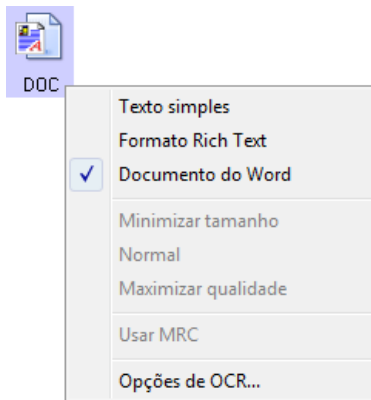 DOC
Texto simples
Formato Rich Text
Documento do Word
Minimizar tamanho
Normal
Maximizar qualidade
Usar MRC
Opções de OCR...